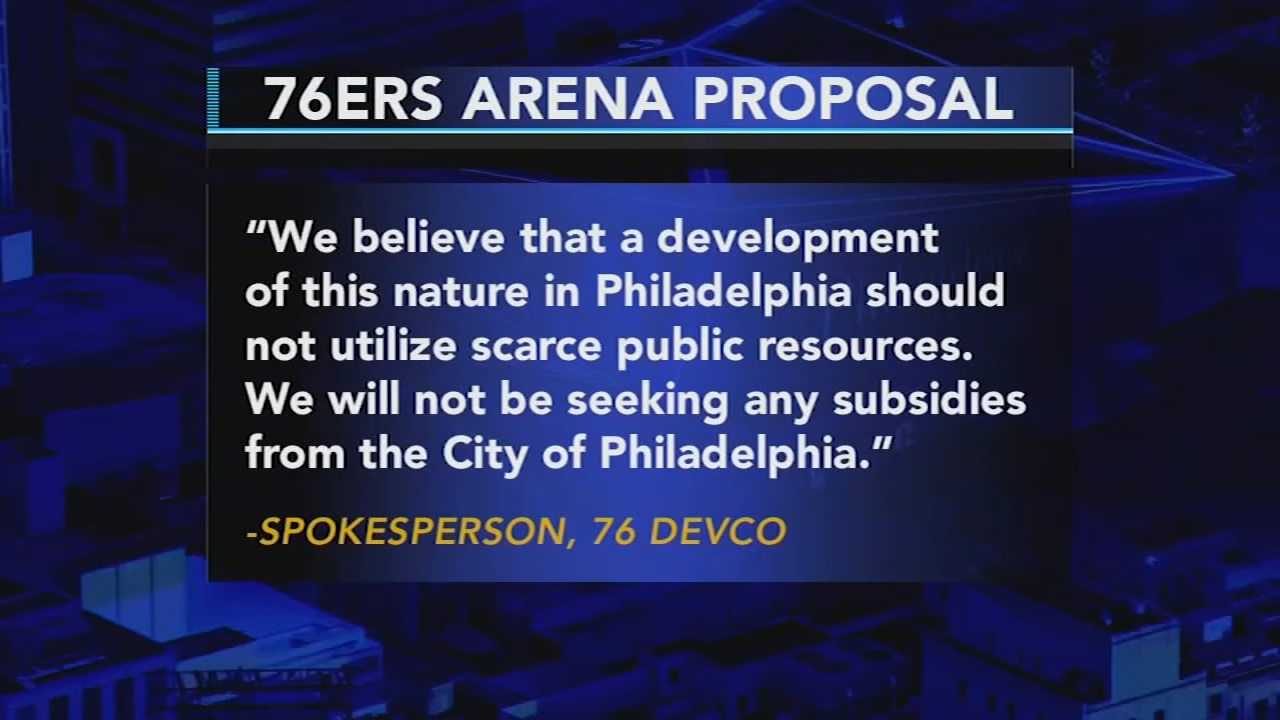 76ERS ARENA PROPOSAL
“We believe that a development
of this nature in Philadelphia should
not utilize scarce public resources.
We will not be seeking any subsidies
from the City of Philadelphia.”
-SPOKESPERSON, 76 DEVCO